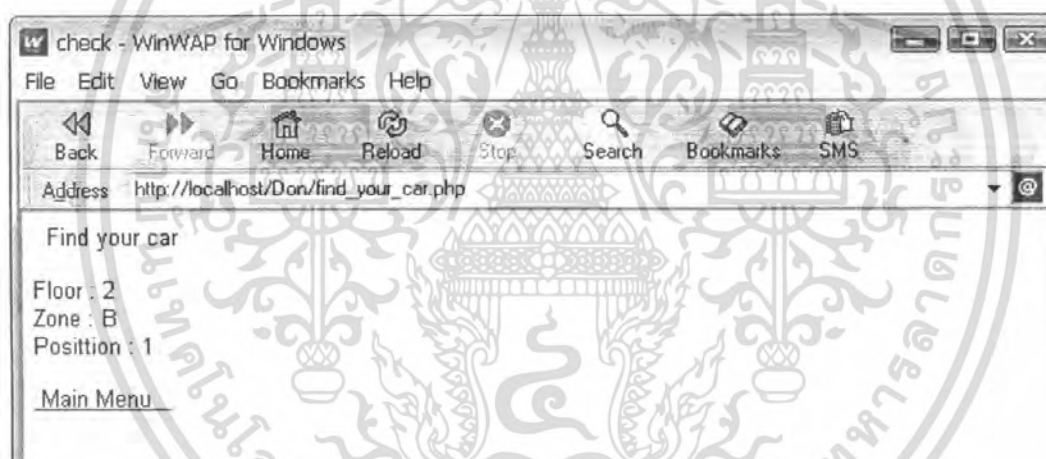 check - WinWAP for Windows
File Edit View Go Bookmarks Help
Back Forward Home Reload Stop Search Bookmarks SMS
Address http://localhost/Don/find_your_car.php
Find your car
Floor : 2
Zone : B
Posittion : 1
Main Menu